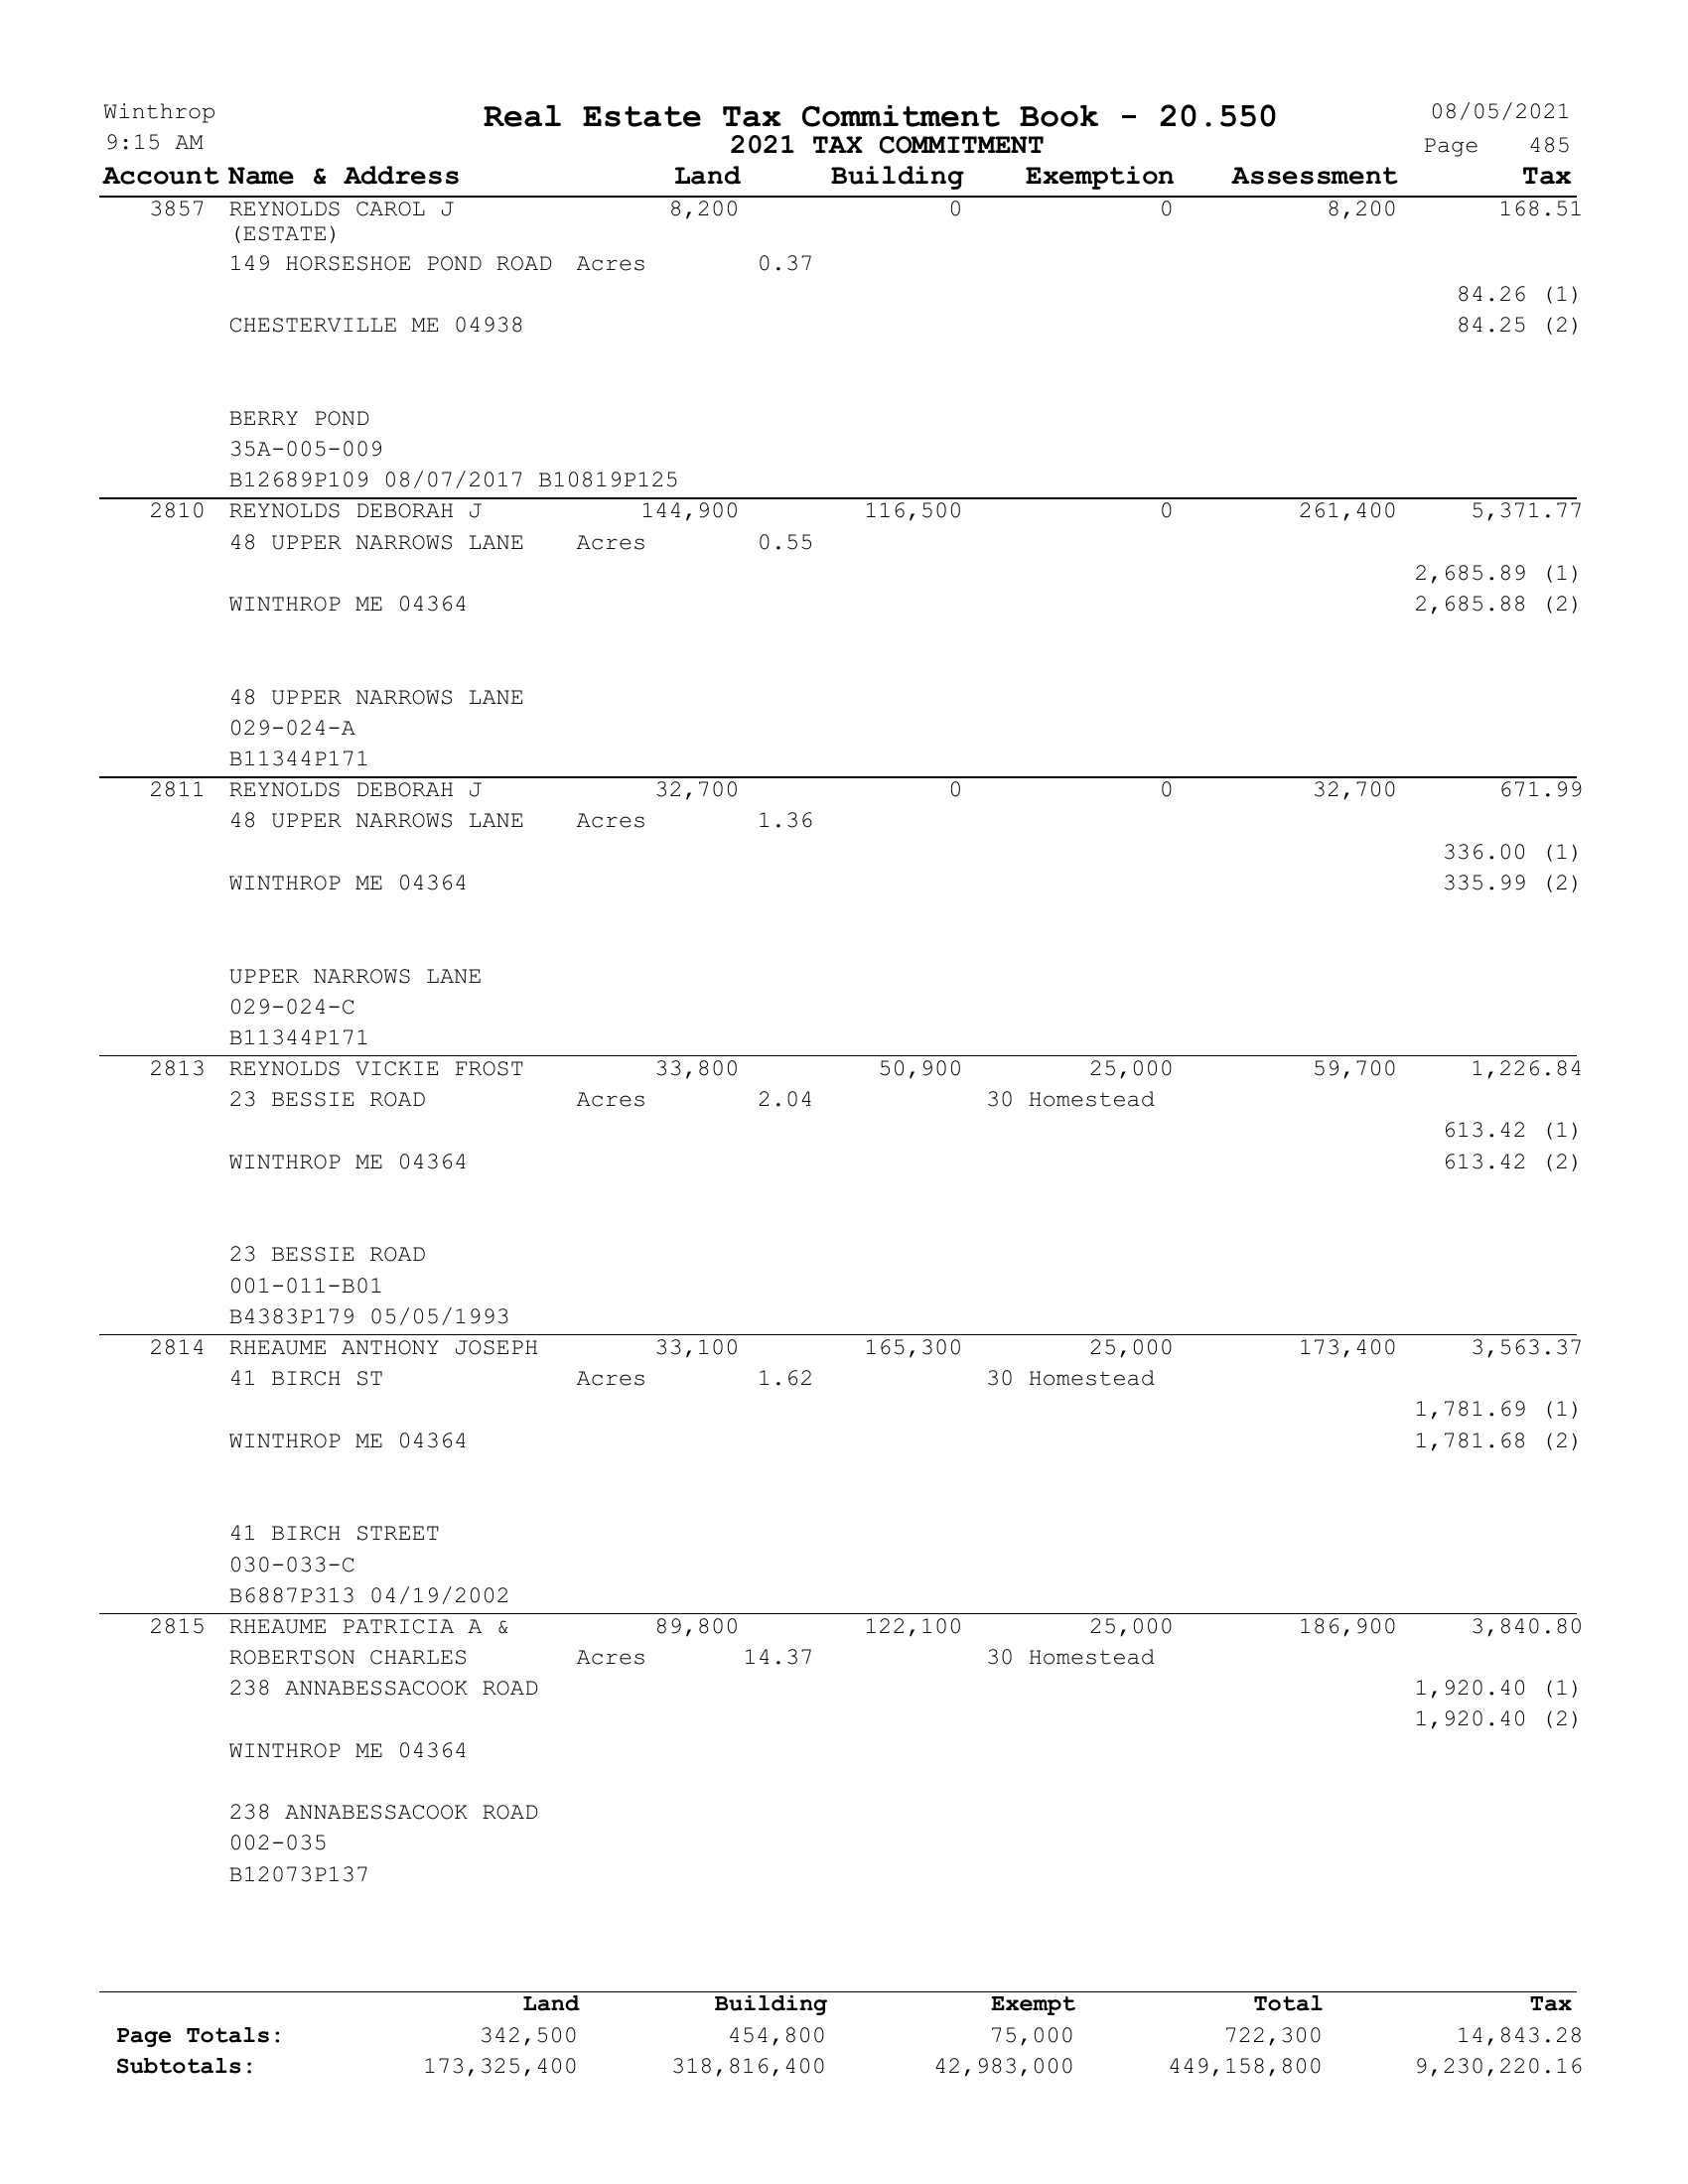 Winthrop Real Estate Tax Commitment Book - 20.550 08/05/2021
9:15 AM 2021 TAX COMMITMENT Page 485
Account Name & Address Land Building Exemption Assessment Tax
3857 REYNOLDS CAROL J 8,200 0 0 8,200 168.51
(ESTATE)
149 HORSESHOE POND ROAD Acres 0.37
84.26 (1)
CHESTERVILLE ME 04938 84.25 (2)
BERRY POND
35A-005-009
B12689P109 08/07/2017 B10819P125
2810 REYNOLDS DEBORAH J 144,900 116,500 0 261,400 5,371.77
48 UPPER NARROWS LANE Acres 0.55
2,685.89 (1)
WINTHROP ME 04364 2,685.88 (2)
48 UPPER NARROWS LANE
029-024-A
B11344P171
2811 REYNOLDS DEBORAH J 32,700 0 0 32,700 671.99
48 UPPER NARROWS LANE Acres 1.36
336.00 (1)
WINTHROP ME 04364 335.99 (2)
UPPER NARROWS LANE
029-024-C
B11344P171
2813 REYNOLDS VICKIE FROST 33,800 50,900 25,000 59,700 1,226.84
23 BESSIE ROAD Acres 2.04 30 Homestead
613.42 (1)
WINTHROP ME 04364 613.42 (2)
23 BESSIE ROAD
001-011-B01
B4383P179 05/05/1993
2814 RHEAUME ANTHONY JOSEPH 33,100 165,300 25,000 173,400 3,563.37
41 BIRCH ST Acres 1.62 30 Homestead
1,781.69 (1)
WINTHROP ME 04364 1,781.68 (2)
41 BIRCH STREET
030-033-C
B6887P313 04/19/2002
2815 RHEAUME PATRICIA A & 89,800 122,100 25,000 186,900 3,840.80
ROBERTSON CHARLES Acres 14.37 30 Homestead
238 ANNABESSACOOK ROAD 1,920.40 (1)
1,920.40 (2)
WINTHROP ME 04364
238 ANNABESSACOOK ROAD
002-035
B12073P137
Land Building Exempt Total Tax
Page Totals: 342,500 454,800 75,000 722,300 14,843.28
Subtotals: 173,325,400 318,816,400 42,983,000 449,158,800 9,230,220.16